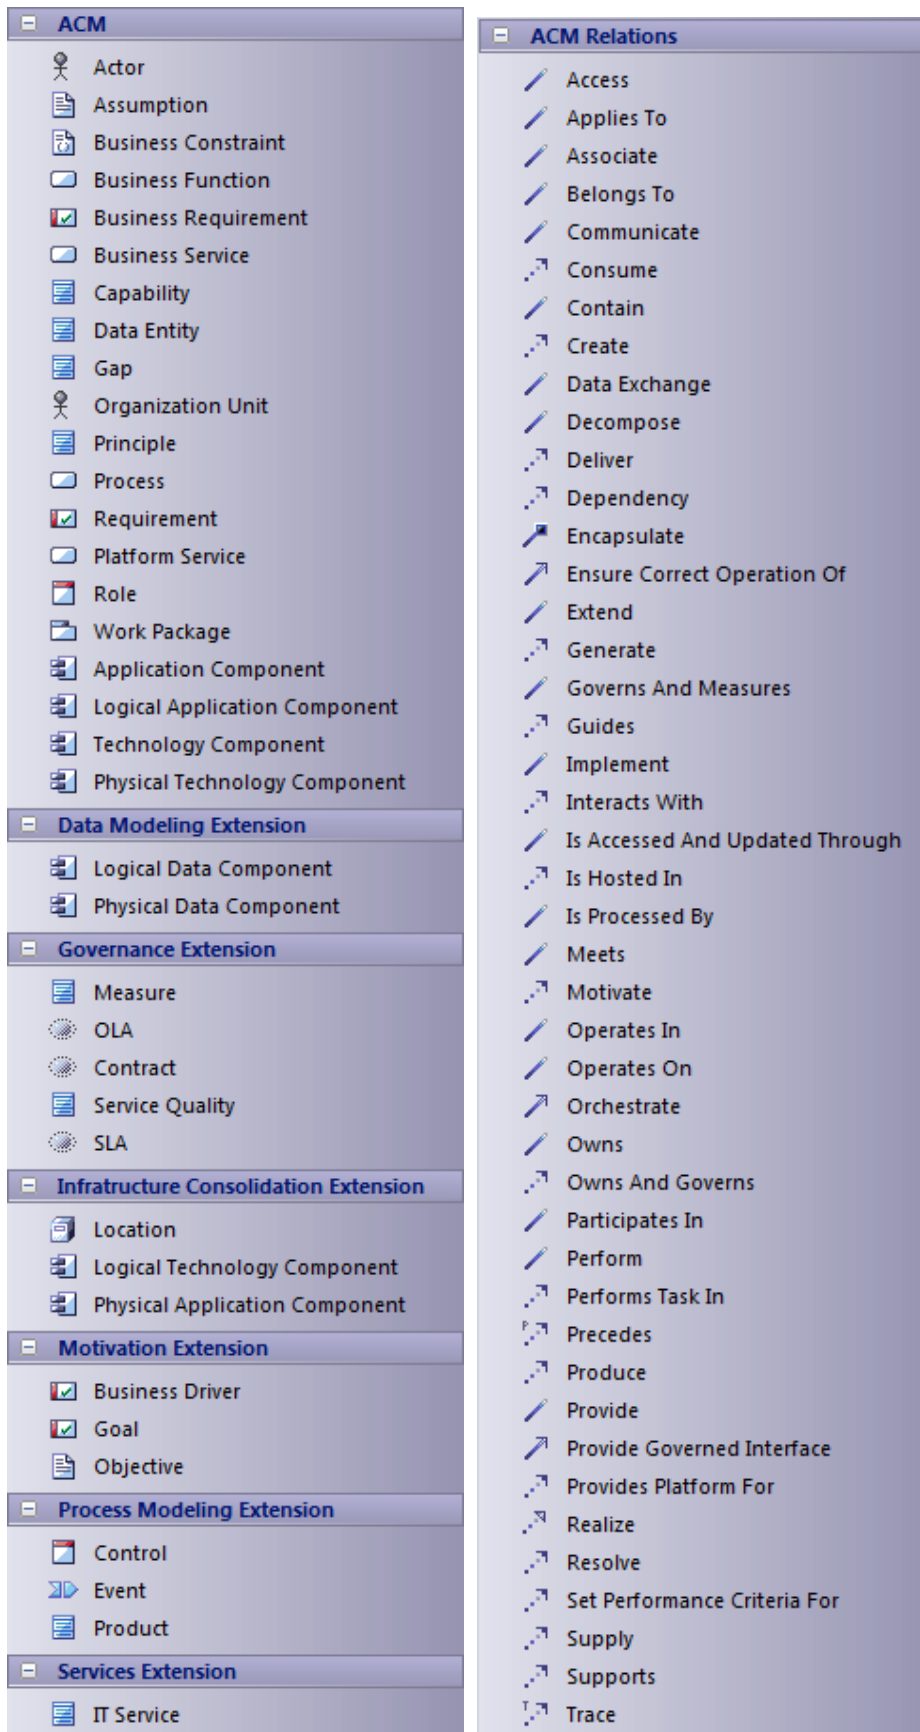 ACM
Actor
Assumption
Business Constraint
Business Function
Business Requirement
Business Service
Capability
Data Entity
Gap
Organization Unit
Principle
Process
Requirement
Platform Service
Role
Work Package
Application Component
Logical Application Component
Technology Component
Physical Technology Component
Data Modeling Extension
Logical Data Component
Physical Data Component
Governance Extension
Measure
OLA
Contract
Service Quality
SLA
Infratructure Consolidation Extension
Location
Logical Technology Component
Physical Application Component
Motivation Extension
Business Driver
Goal
Objective
Process Modeling Extension
Control
Event
Product
Services Extension
IT Service
ACM Relations
Access
Applies To
Associate
Belongs To
Communicate
Consume
Contain
Create
Data Exchange
Decompose
Deliver
Dependency
Encapsulate
Ensure Correct Operation Of
Extend
Generate
Governs And Measures
Guides
Implement
Interacts With
Is Accessed And Updated Through
Is Hosted In
Is Processed By
Meets
Motivate
Operates In
Operates On
Orchestrate
Owns
Owns And Governs
Participates In
Perform
Performs Task In
P Precedes
Produce
Provide
Provide Governed Interface
Provides Platform For
Realize
Resolve
Set Performance Criteria For
Supply
Supports
T Trace